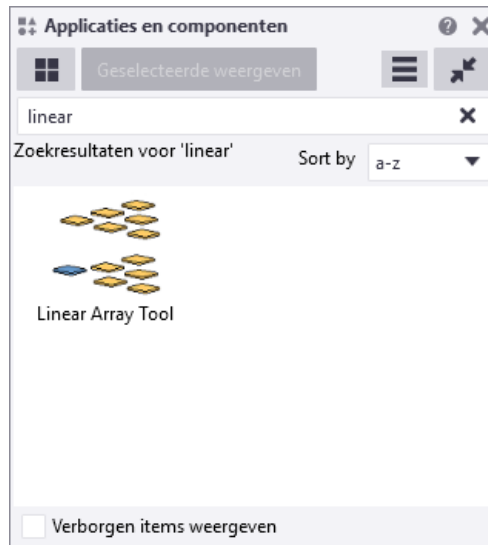 Applicaties en componenten
Geselecteerde weergeven
linear
Zoekresultaten voor 'linear'
Sort by a-z
Linear Array Tool
Verborgen items weergeven